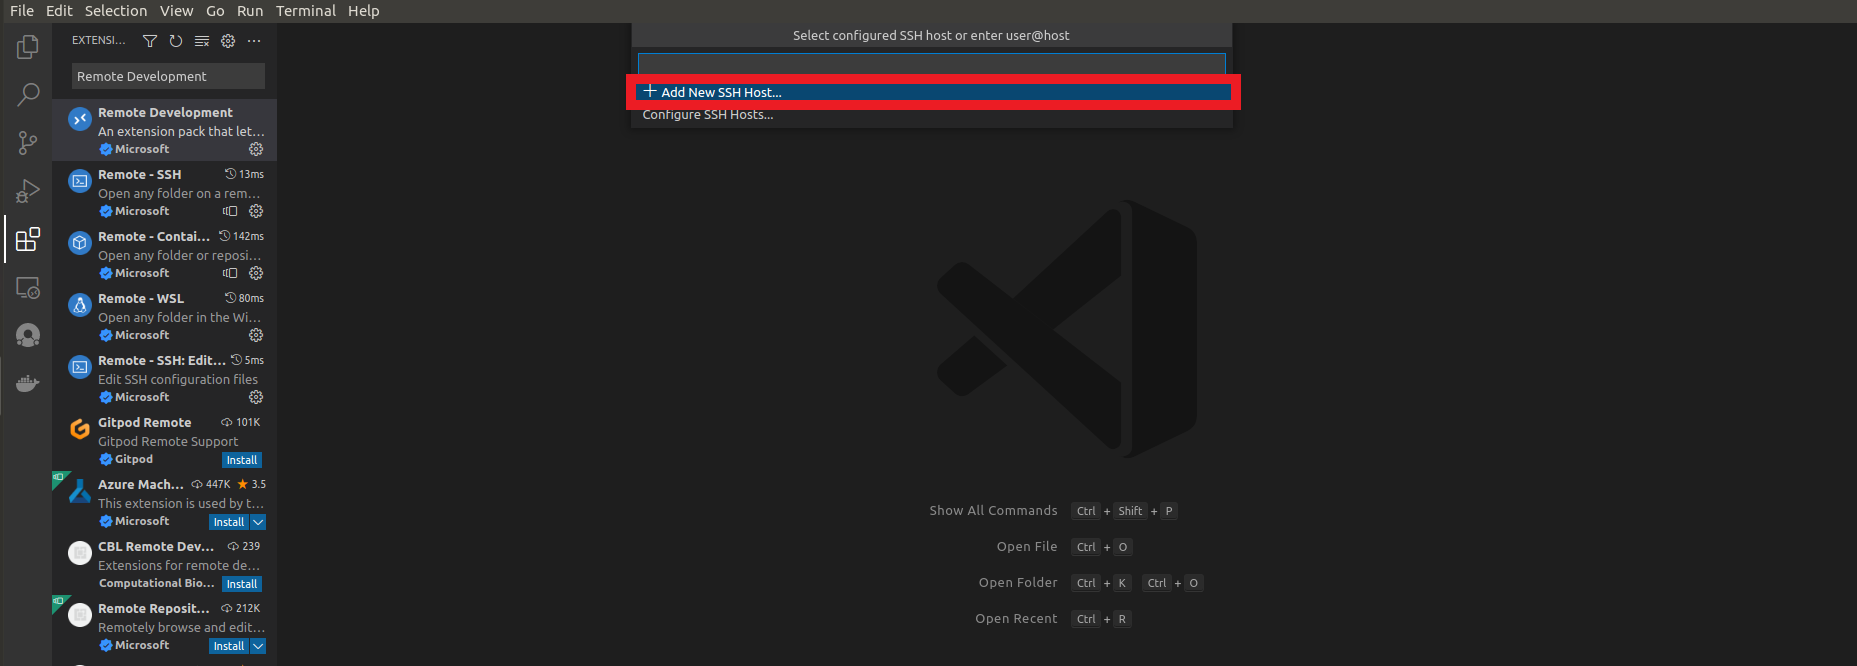 File Edit Selection View Go Run Terminal Help
EXTENSI...
Remote Development
Remote Development
An extension pack that let...
Microsoft
Remote - SSH 13ms
Open any folder on a rem...
Microsoft
Remote - Contai... 142ms
Open any folder or reposi...
Microsoft
Remote - WSL 80ms
Open any folder in the Wi...
Microsoft
Remote - SSH: Edit... 5ms
Edit SSH configuration files
Microsoft
Gitpod Remote 101K
Gitpod Remote Support
Gitpod Install
Azure Mach... 447K ★ 3.5
This extension is used by t...
Microsoft Install
CBL Remote Dev... 239
Extensions for remote de...
Computational Bio... Install
Remote Reposit... 212K
Remotely browse and edit...
Microsoft Install
Select configured SSH host or enter user@host
+ Add New SSH Host...
Configure SSH Hosts...
Show All Commands Ctrl + Shift + P
Open File Ctrl + O
Open Folder Ctrl + K Ctrl + O
Open Recent Ctrl + R